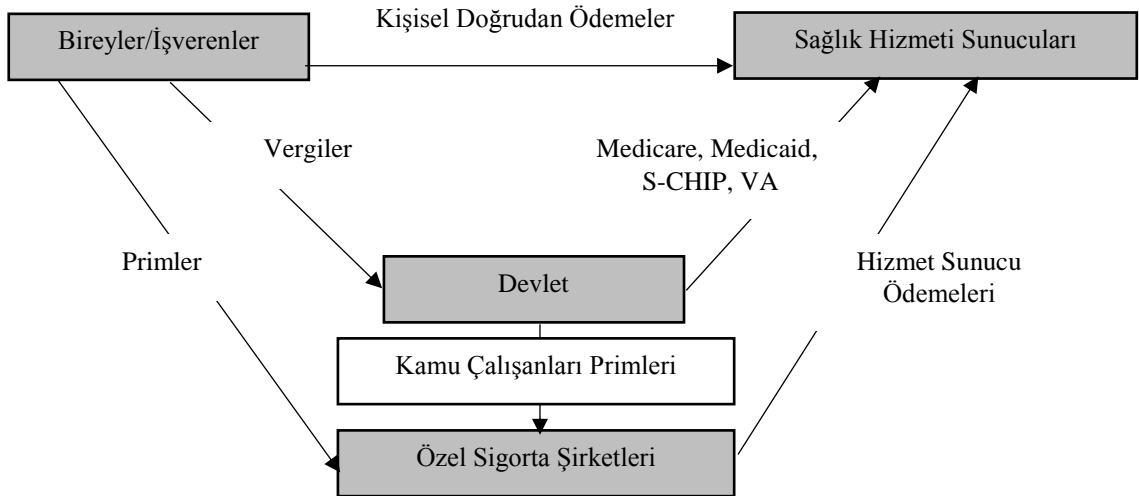 Kişisel Doğrudan Ödemeler
Bireyler/İşverenler
Sağlık Hizmeti Sunucuları
Vergiler
Medicare, Medicaid,
S-CHIP, VA
Primler
Hizmet Sunucu
Ödemeleri
Devlet
Kamu Çalışanları Primleri
Özel Sigorta Şirketleri